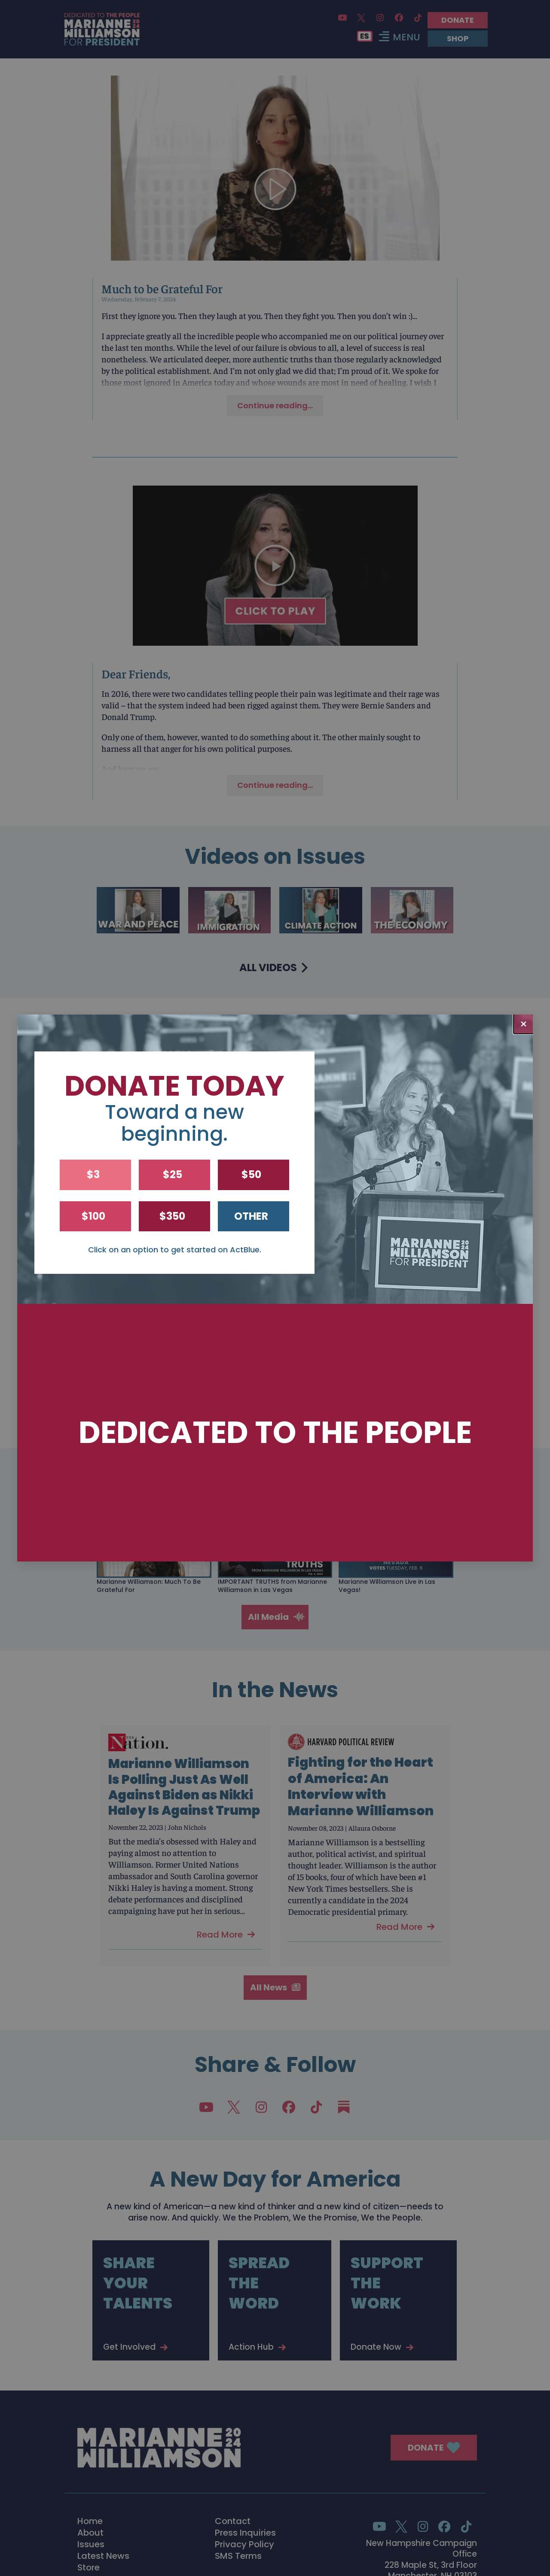 DEDICATED TO THE PEOPLE
MARIANNE
WILLIAMSON
FOR PRESIDENT
DONATE
ES
MENU
SHOP
Much to be Grateful For
Wednesday, February 7, 2024
First they ignore you. Then they laugh at you. Then they fight you. Then you don't win :)...
I appreciate greatly all the incredible people who accompanied me on our political journey over
the last ten months. While the level of our failure is obvious to all, a level of success is real
nonetheless. We articulated deeper, more authentic truths than those regularly acknowledged
by the political establishment. And I'm not only glad we did that; I'm proud of it. We spoke for
those most ignored in America today and whose wounds are most in need of healing. I wish I
Continue reading...
CLICK TO PLAY
Dear Friends,
In 2016, there were two candidates telling people their pain was legitimate and their rage was
valid – that the system indeed had been rigged against them. They were Bernie Sanders and
Donald Trump.
Only one of them, however, wanted to do something about it. The other mainly sought to
harness all that anger for his own political purposes.
Continue reading...
Videos on Issues
WAR AND PEACE
IMMIGRATION
CLIMATE ACTION
THE ECONOMY
ALL VIDEOS
×
DONATE TODAY
Toward a new
beginning.
$3
$25
$50
$100
$350
OTHER
Click on an option to get started on ActBlue.
MARIANNE
WILLIAMSON
FOR PRESIDENT
DEDICATED TO THE PEOPLE
TRUTHS
NEVADA
VOTES TUESDAY, FEB. 6
Marianne Williamson: Much To Be
Grateful For
IMPORTANT TRUTHS from Marianne
Williamson in Las Vegas
Marianne Williamson Live in Las
Vegas!
All Media
In the News
The Nation.
Marianne Williamson
Is Polling Just As Well
Against Biden as Nikki
Haley Is Against Trump
November 22, 2023 | John Nichols
But the media's obsessed with Haley and
paying almost no attention to
Williamson. Former United Nations
ambassador and South Carolina governor
Nikki Haley is having a moment. Strong
debate performances and disciplined
campaigning have put her in serious...
Read More
HARVARD POLITICAL REVIEW
Fighting for the Heart
of America: An
Interview with
Marianne Williamson
November 08, 2023 | Allaura Osborne
Marianne Williamson is a bestselling
author, political activist, and spiritual
thought leader. Williamson is the author
of 15 books, four of which have been #1
New York Times bestsellers. She is
currently a candidate in the 2024
Democratic presidential primary.
Read More
All News
Share & Follow
A New Day for America
A new kind of American—a new kind of thinker and a new kind of citizen—needs to
arise now. And quickly. We the Problem, We the Promise, We the People.
SHARE
YOUR
TALENTS
Get Involved
SPREAD
THE
WORD
Action Hub
SUPPORT
THE
WORK
Donate Now
MARIANNE 2024
WILLIAMSON
DONATE
Home
About
Issues
Latest News
Store
Contact
Press Inquiries
Privacy Policy
SMS Terms
New Hampshire Campaign
Office
228 Maple St, 3rd Floor
Manchester, NH 03103